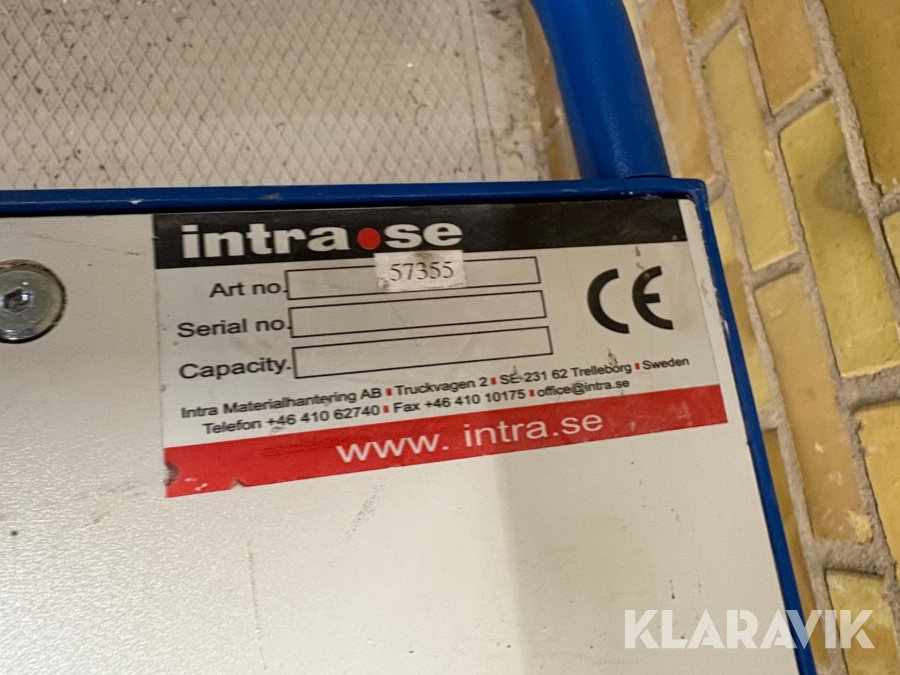 intra.se
Art no. 57355
Serial no.
Capacity.
CE
Intra Materialhantering AB Truckvagen 2 SE-231 62 Trelleborg Sweden
Telefon +46 410 62740 Fax +46 410 10175 office@intra.se
www. intra.se
KLARAVIK